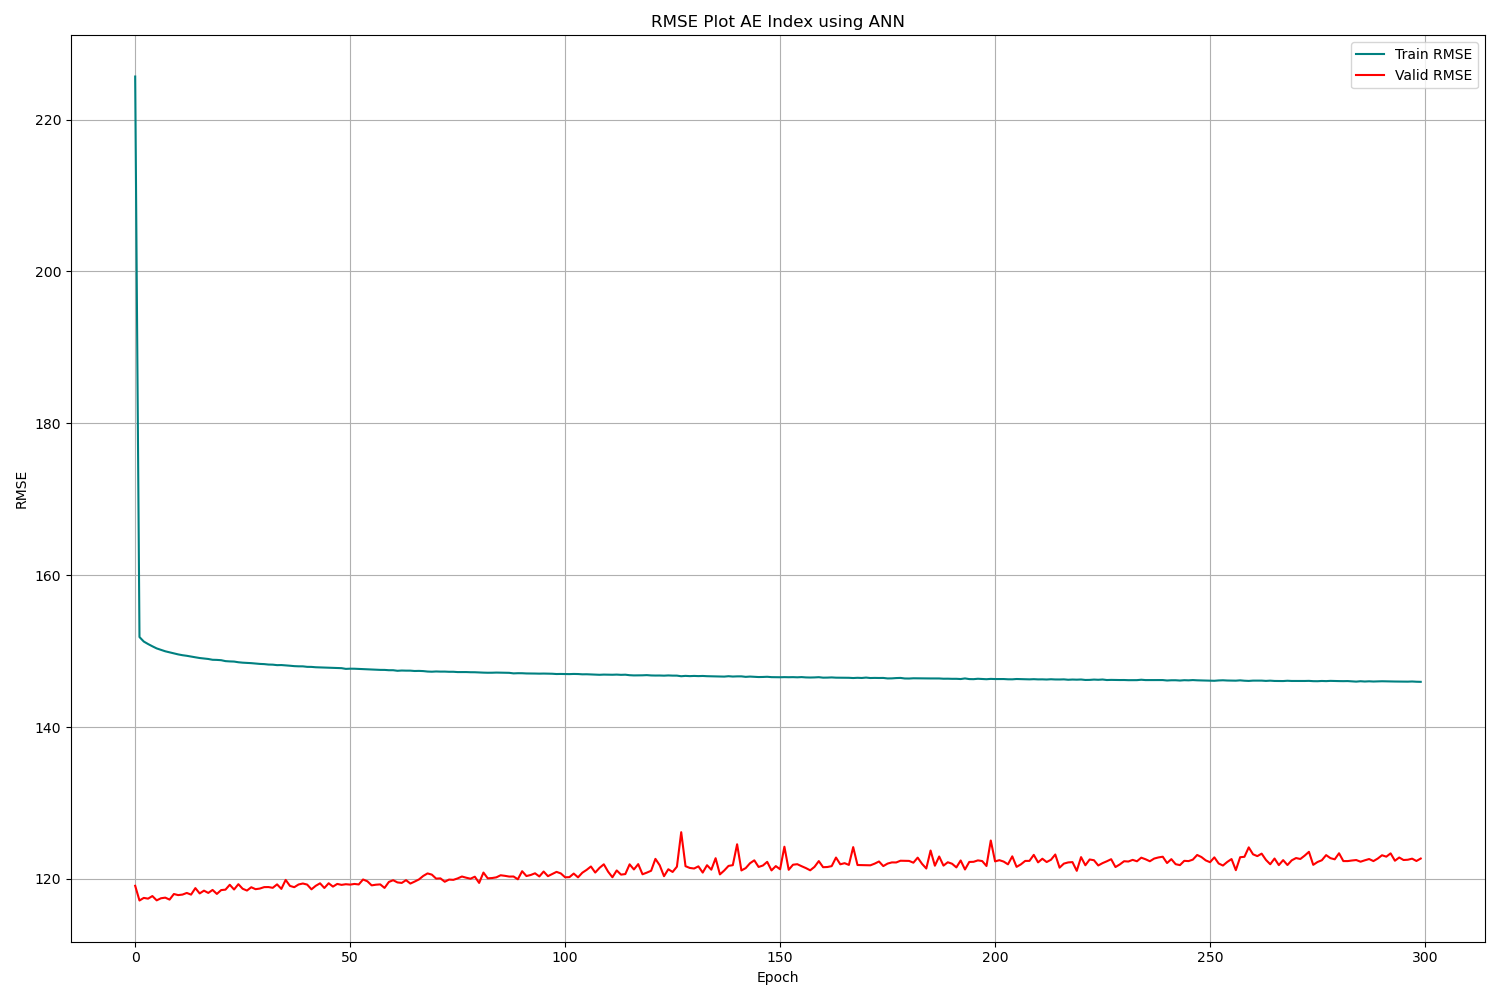 RMSE Plot AE Index using ANN
Train RMSE
Valid RMSE
220
200
180
160
140
120
RMSE
0 50 100 150 200 250 300
Epoch